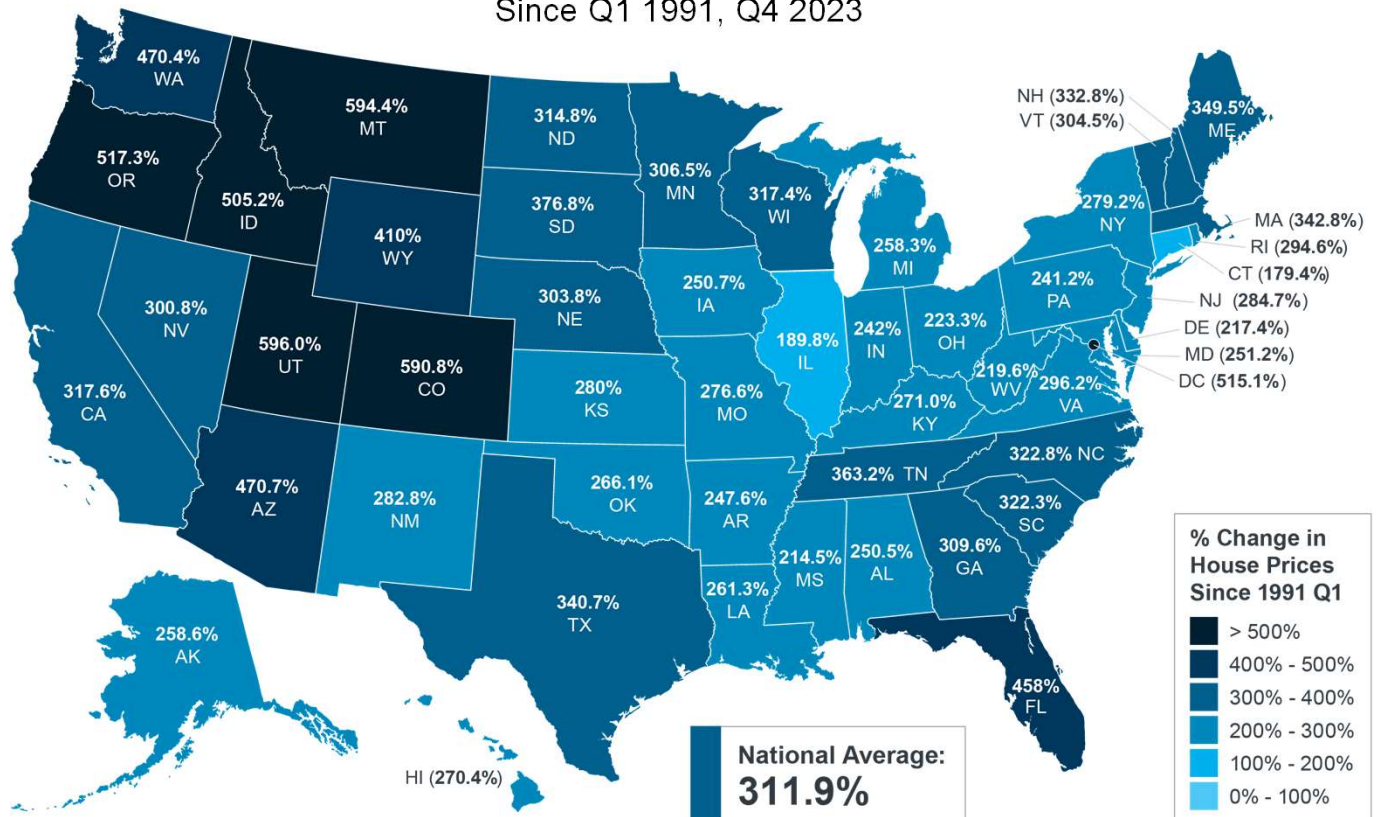 Since Q1 1991, Q4 2023
470.4%
WA
594.4%
MT
314.8%
ND
NH (332.8%)
VT (304.5%)
349.5%
ME
517.3%
OR
505.2%
ID
306.5%
MN
317.4%
WI
376.8%
SD
279.2%
NY
MA (342.8%)
RI (294.6%)
CT (179.4%)
410%
WY
258.3%
MI
250.7%
IA
241.2%
PA
NJ (284.7%)
300.8%
NV
303.8%
NE
DE (217.4%)
596.0%
UT
590.8%
CO
189.8%
IL
242%
IN
223.3%
OH
MD (251.2%)
DC (515.1%)
317.6%
CA
280%
KS
276.6%
MO
219.6%
WV
296.2%
VA
271.0%
KY
322.8% NC
363.2% TN
470.7%
AZ
282.8%
NM
266.1%
OK
247.6%
AR
322.3%
SC
214.5%
MS
250.5%
AL
309.6%
GA
340.7%
TX
261.3%
LA
258.6%
AK
458%
FL
HI (270.4%)
National Average:
311.9%
% Change in
House Prices
Since 1991 Q1
> 500%
400% - 500%
300% - 400%
200% - 300%
100% - 200%
0% - 100%